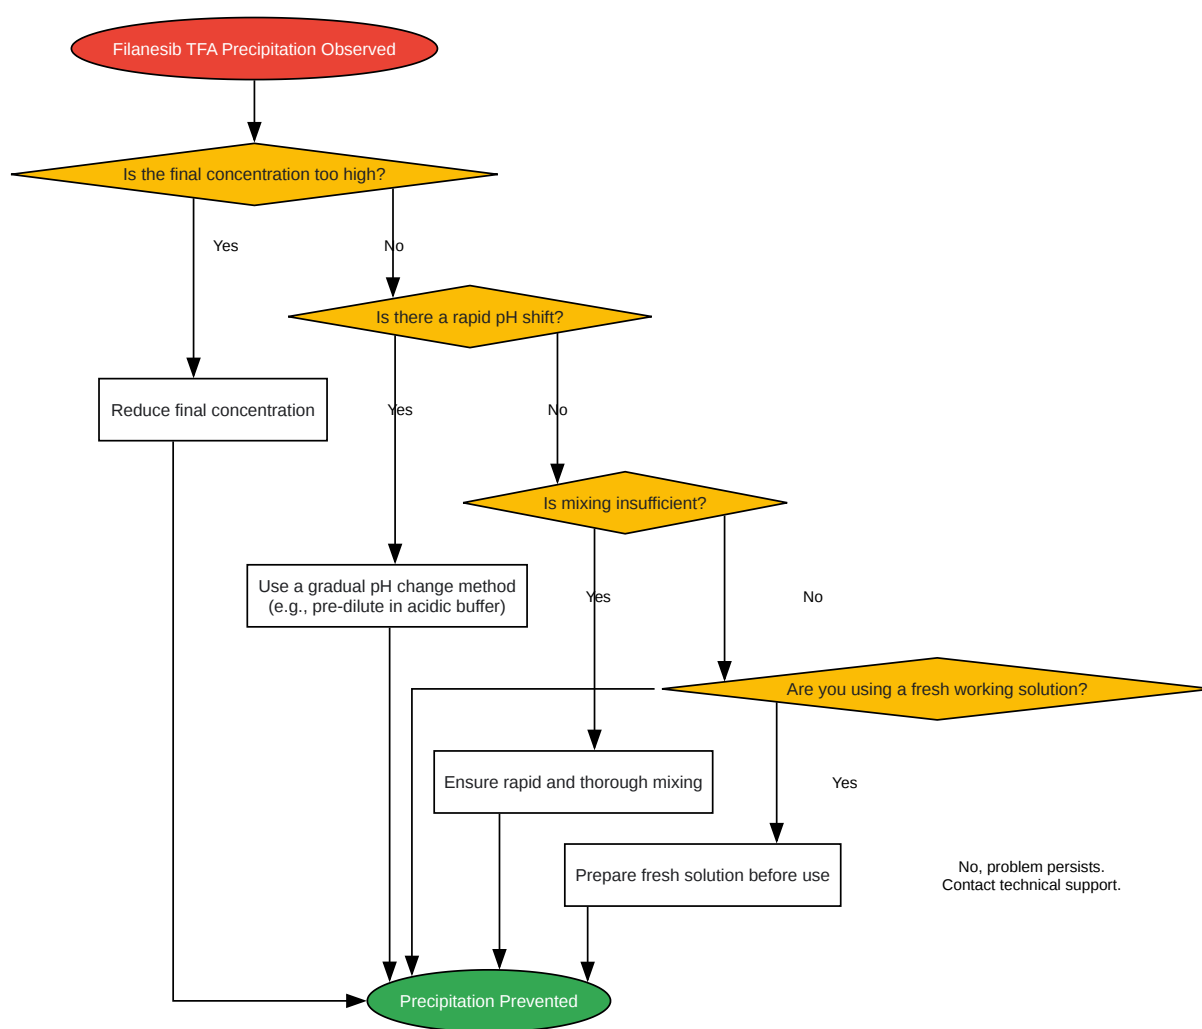 Filanesib TFA Precipitation Observed
Is the final concentration too high?
Yes
No
Is there a rapid pH shift?
Reduce final concentration
Yes
No
Is mixing insufficient?
Use a gradual pH change method
(e.g., pre-dilute in acidic buffer)
Yes
No
Are you using a fresh working solution?
Ensure rapid and thorough mixing
Yes
Prepare fresh solution before use
No, problem persists.
Contact technical support.
Precipitation Prevented